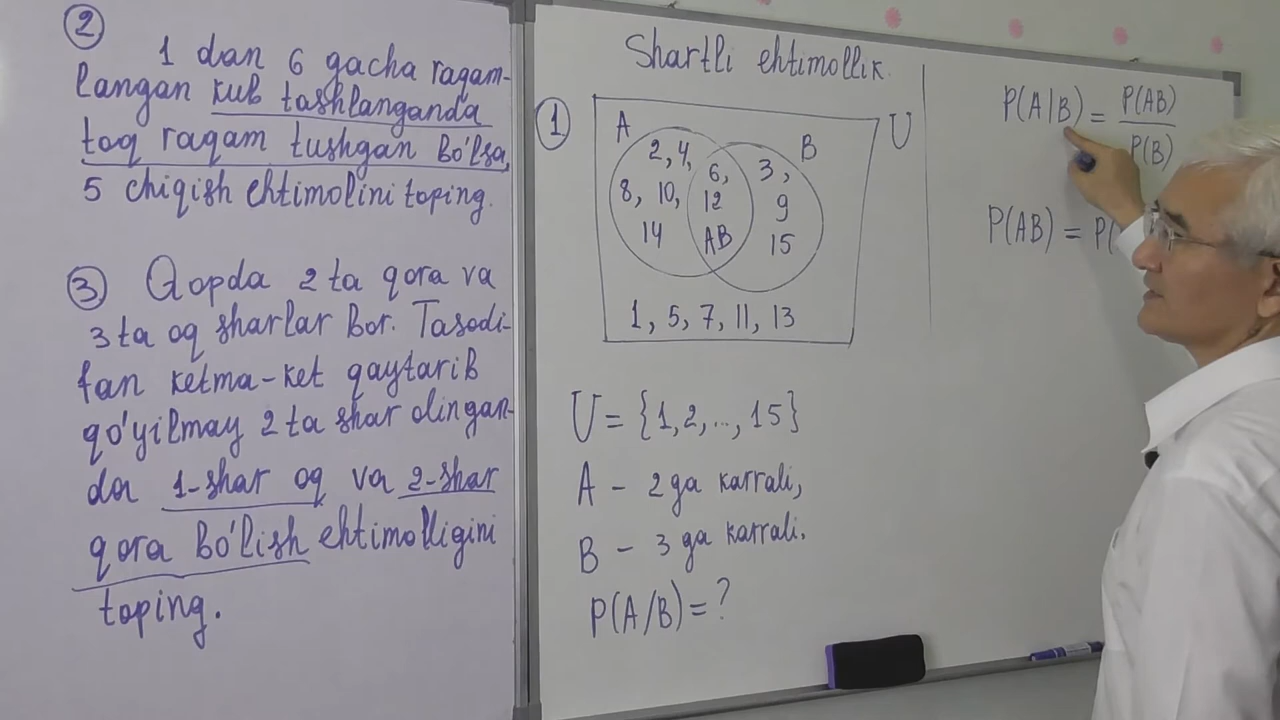 ②
1 dan 6 gacha raqam-
langan kub tashlanganda
toq raqam tushgan bo'lsa,
5 chiqish ehtimolini toping.
③ Qopda 2 ta qora va
3 ta oq sharlar bor. Tasodi-
fan ketma-ket qaytarib
qo'yilmay 2 ta shar olingan-
da 1-shar oq va 2-shar
qora bo'lish ehtimolligini
toping.
Shartli ehtimollik.
①
A
B
U
2, 4,
8, 10,
14
6,
12
AB
3,
9
15
1, 5, 7, 11, 13
U = {1, 2, ..., 15}
A - 2 ga karrali,
B - 3 ga karrali.
P(A/B) = ?
P(A|B) = P(AB)/P(B)
P(AB) = P(